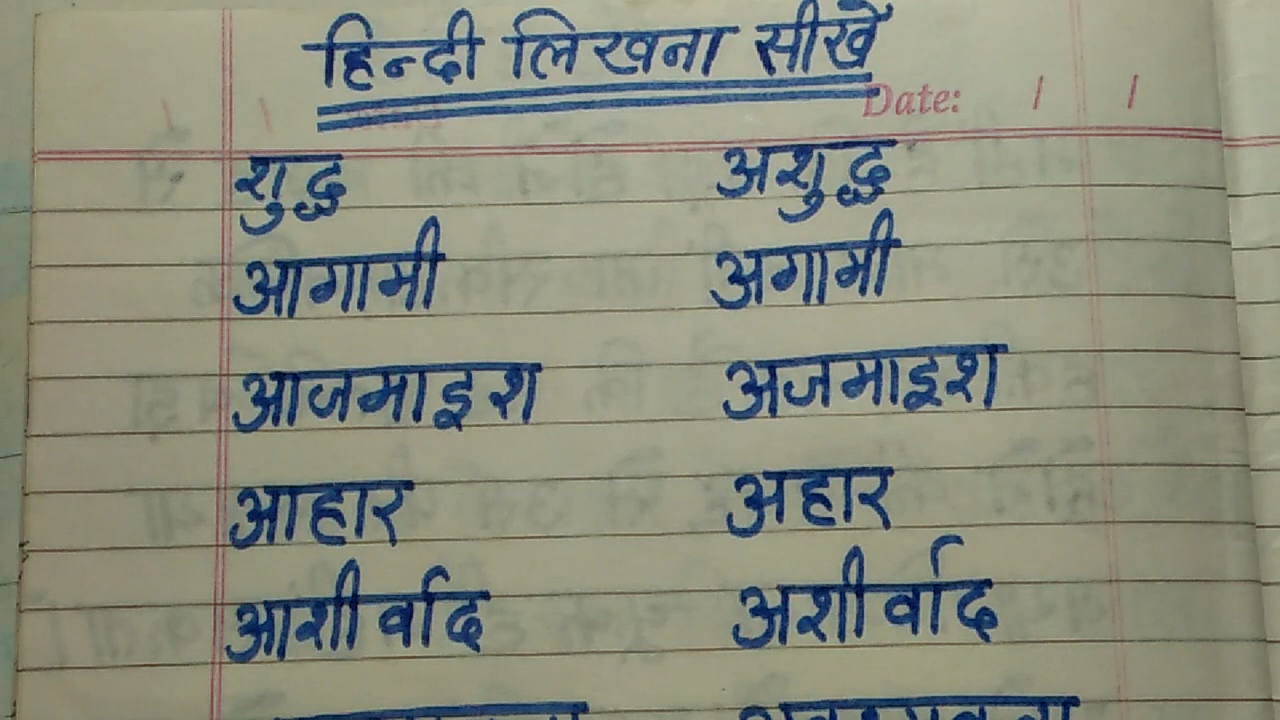 हिन्दी लिखना सीखें
Date: / /
शुद्ध अशुद्ध
आगामी अगामी
आजमाइश अजमाइश
आहार अहार
आशीर्वाद अशीर्वाद